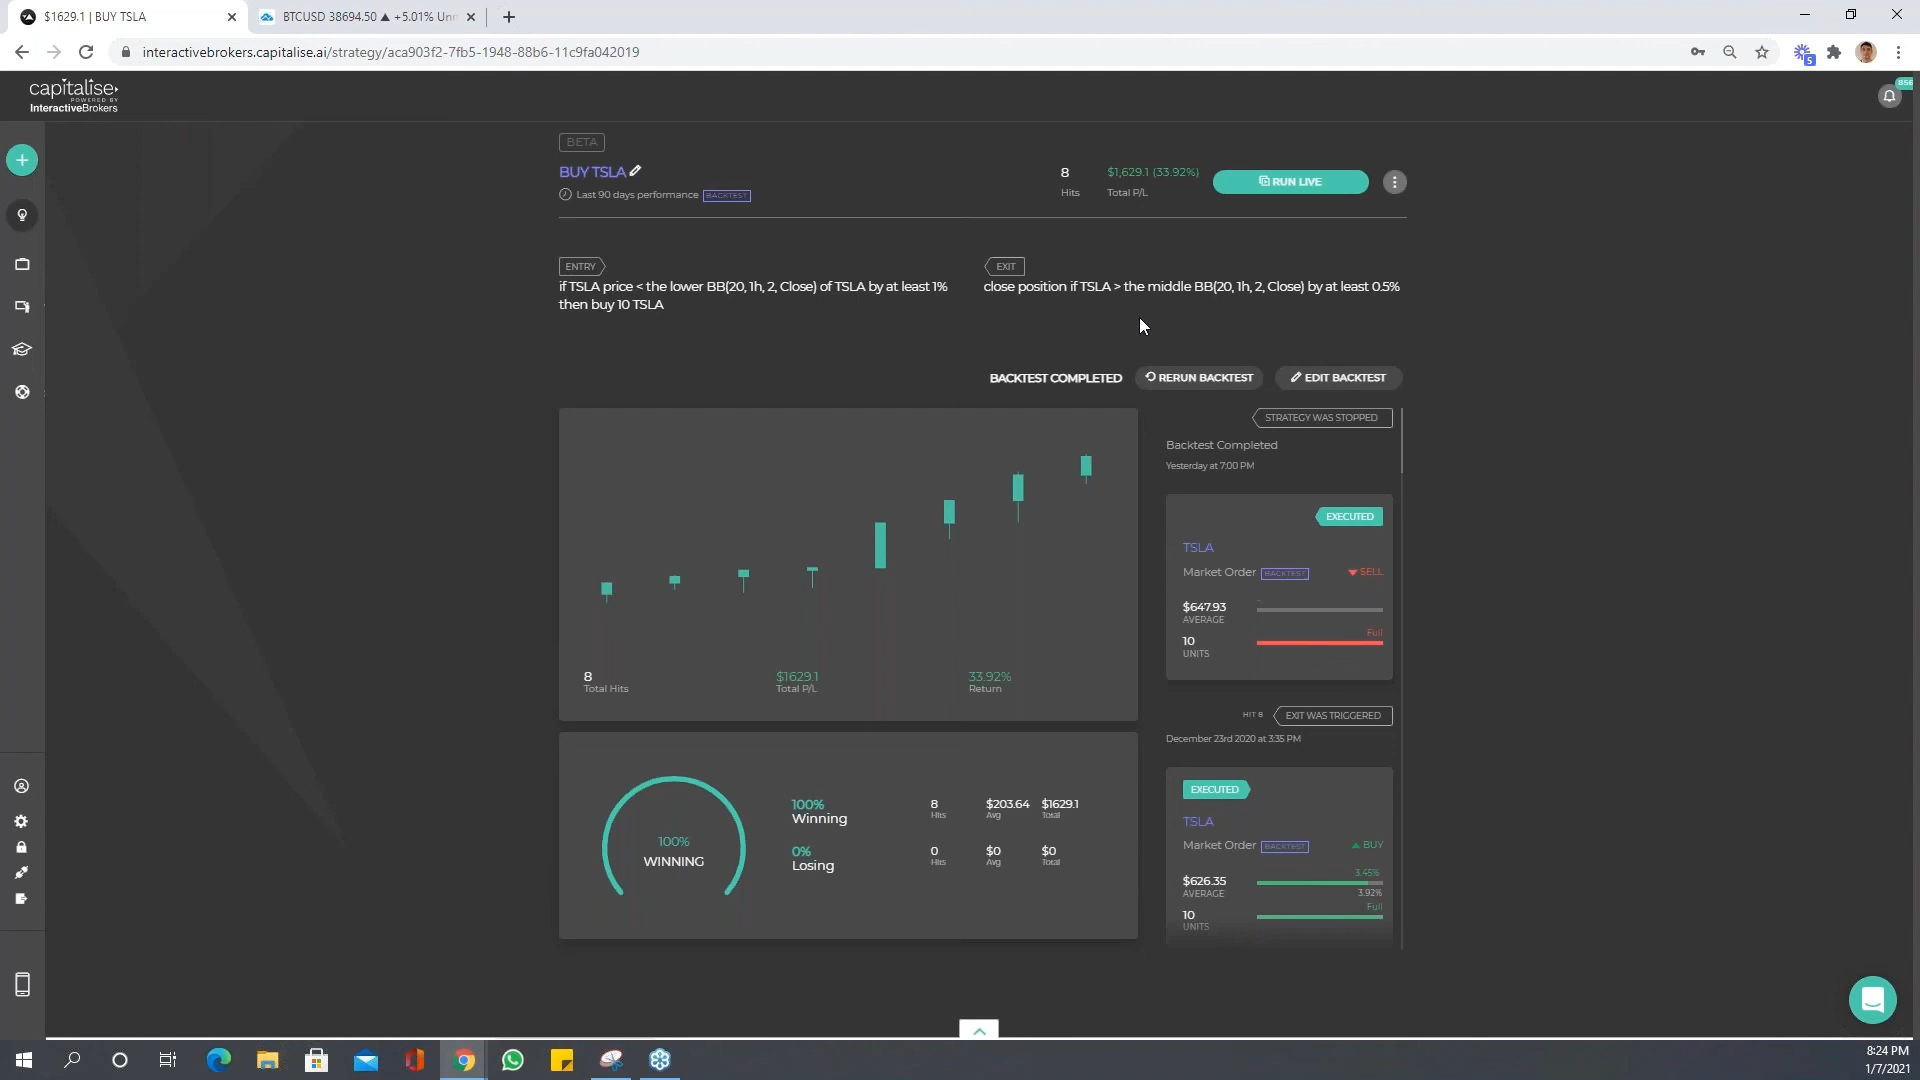 $1629.1 | BUY TSLA
BTCUSD 38694.50 ▲ +5.01% Unn
interactivebrokers.capitalise.ai/strategy/aca903f2-7fb5-1948-88b6-11c9fa042019
5
capitalise
POWERED BY
InteractiveBrokers
856
BETA
BUY TSLA
8
$1,629.1 (33.92%)
RUN LIVE
Last 90 days performance BACKTEST
Hits
Total P/L
ENTRY
if TSLA price < the lower BB(20, 1h, 2, Close) of TSLA by at least 1%
then buy 10 TSLA
EXIT
close position if TSLA > the middle BB(20, 1h, 2, Close) by at least 0.5%
BACKTEST COMPLETED
RERUN BACKTEST
EDIT BACKTEST
8
Total Hits
$1629.1
Total P/L
33.92%
Return
100%
WINNING
100%
Winning
8
Hits
$203.64
Avg
$1629.1
Total
0%
Losing
0
Hits
$0
Avg
$0
Total
STRATEGY WAS STOPPED
Backtest Completed
Yesterday at 7:00 PM
EXECUTED
TSLA
Market Order BACKTEST
▼ SELL
$647.93
AVERAGE
Full
10
UNITS
HIT 8
EXIT WAS TRIGGERED
December 23rd 2020 at 3:35 PM
EXECUTED
TSLA
Market Order BACKTEST
▲ BUY
3.45%
$626.35
AVERAGE
3.92%
Full
10
UNITS
8:24 PM
1/7/2021